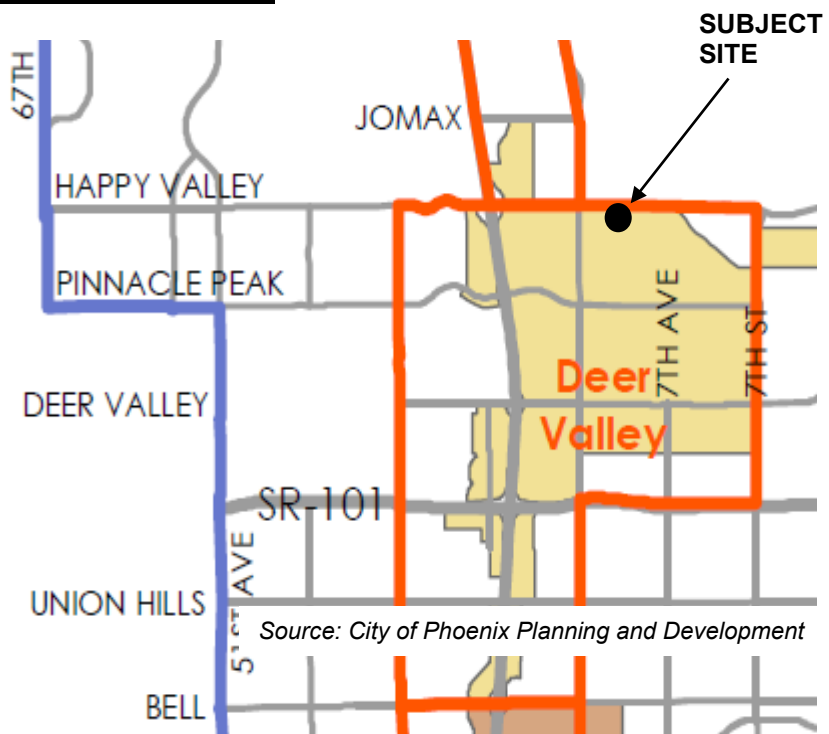 SUBJECT
SITE
67TH
JOMAX
HAPPY VALLEY
PINNACLE PEAK
7TH AVE
7TH ST
Deer
Valley
DEER VALLEY
SR-101
51ST AVE
UNION HILLS
Source: City of Phoenix Planning and Development
BELL